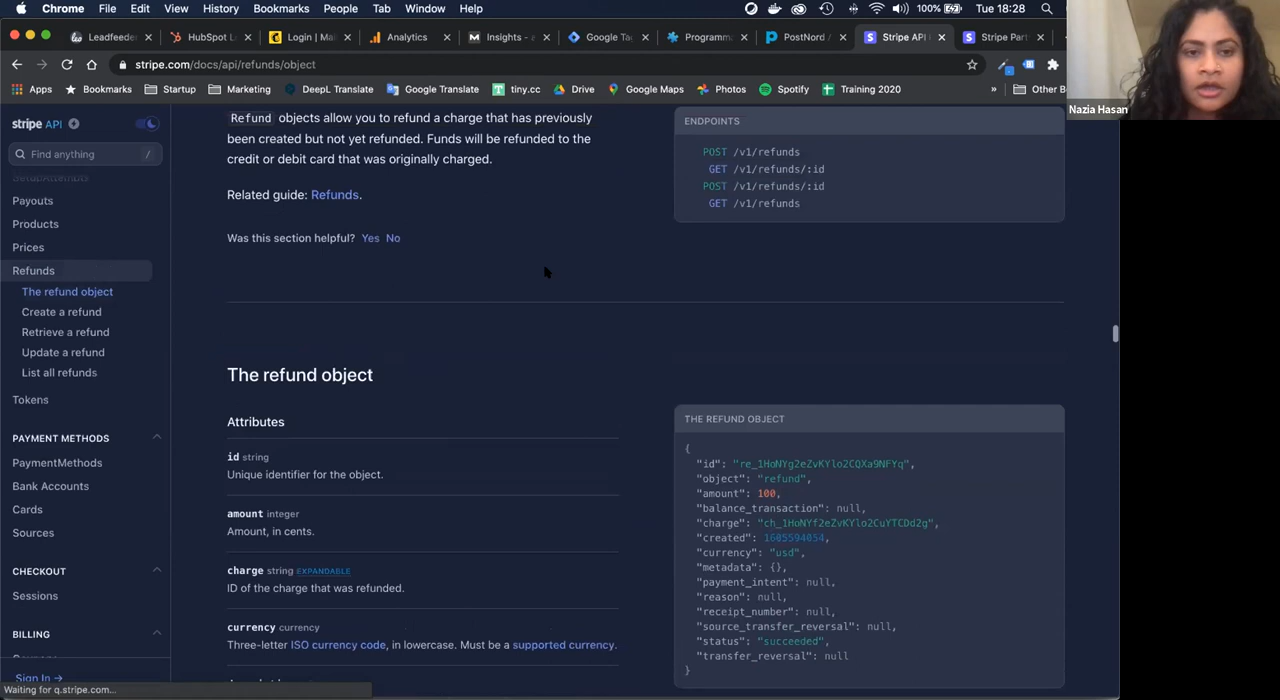 Chrome File Edit View History Bookmarks People Tab Window Help 100% Tue 18:28
Leadfeeder HubSpot L Login | Ma Analytics Insights - Google Ta Programm PostNord / Stripe API Stripe Part
stripe.com/docs/api/refunds/object
Apps Bookmarks Startup Marketing DeepL Translate Google Translate tiny.cc Drive Google Maps Photos Spotify Training 2020 » Other B
Nazia Hasan
stripe API
Find anything /
SetupAttempts
Payouts
Products
Prices
Refunds
The refund object
Create a refund
Retrieve a refund
Update a refund
List all refunds
Tokens
PAYMENT METHODS
PaymentMethods
Bank Accounts
Cards
Sources
CHECKOUT
Sessions
BILLING
Sign In →
Waiting for q.stripe.com...
Refund objects allow you to refund a charge that has previously
been created but not yet refunded. Funds will be refunded to the
credit or debit card that was originally charged.
Related guide: Refunds.
Was this section helpful? Yes No
ENDPOINTS
POST /v1/refunds
GET /v1/refunds/:id
POST /v1/refunds/:id
GET /v1/refunds
The refund object
Attributes
id string
Unique identifier for the object.
amount integer
Amount, in cents.
charge string EXPANDABLE
ID of the charge that was refunded.
currency currency
Three-letter ISO currency code, in lowercase. Must be a supported currency.
THE REFUND OBJECT
{
"id": "re_1HoNYg2eZvKYlo2CQXa9NFYq",
"object": "refund",
"amount": 100,
"balance_transaction": null,
"charge": "ch_1HoNYf2eZvKYlo2CuYTCDd2g",
"created": 1605594054,
"currency": "usd",
"metadata": {},
"payment_intent": null,
"reason": null,
"receipt_number": null,
"source_transfer_reversal": null,
"status": "succeeded",
"transfer_reversal": null
}